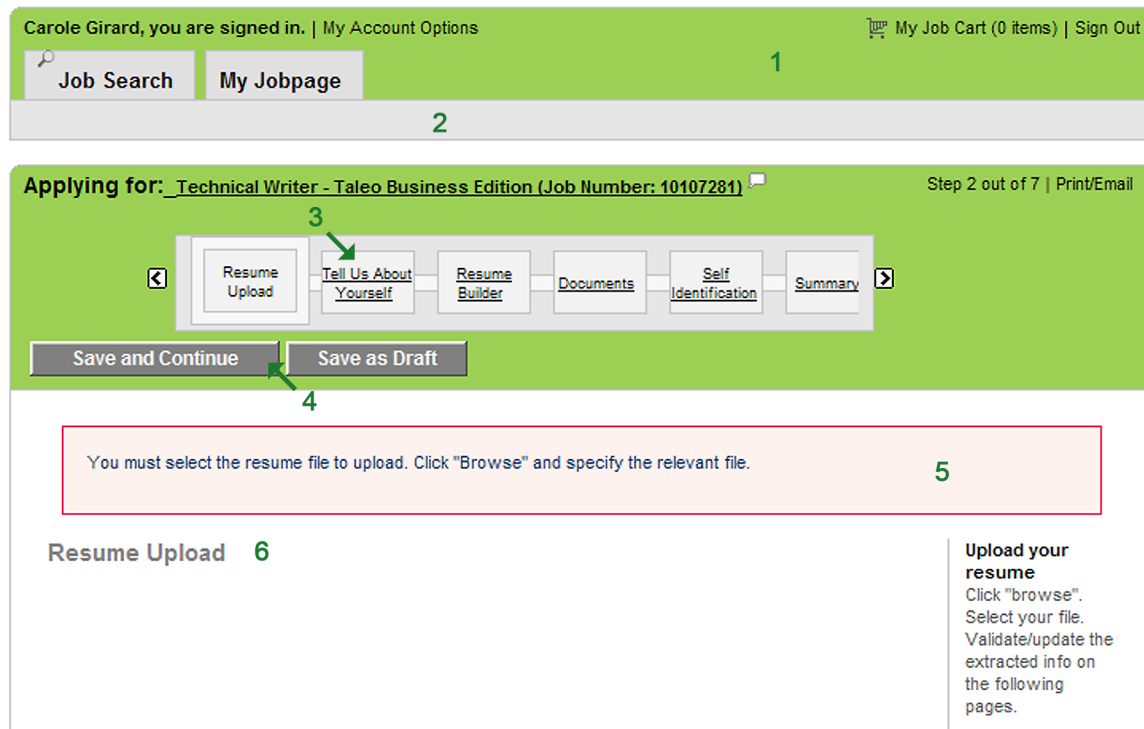 Carole Girard, you are signed in. | My Account Options
My Job Cart (0 items) | Sign Out
1
Job Search
My Jobpage
2
Applying for: Technical Writer - Taleo Business Edition (Job Number: 10107281)
Step 2 out of 7 | Print/Email
3
Resume
Upload
Tell Us About
Yourself
Resume
Builder
Documents
Self
Identification
Summary
Save and Continue
Save as Draft
4
You must select the resume file to upload. Click "Browse" and specify the relevant file.
5
Resume Upload
6
Upload your
resume
Click "browse".
Select your file.
Validate/update the
extracted info on
the following
pages.